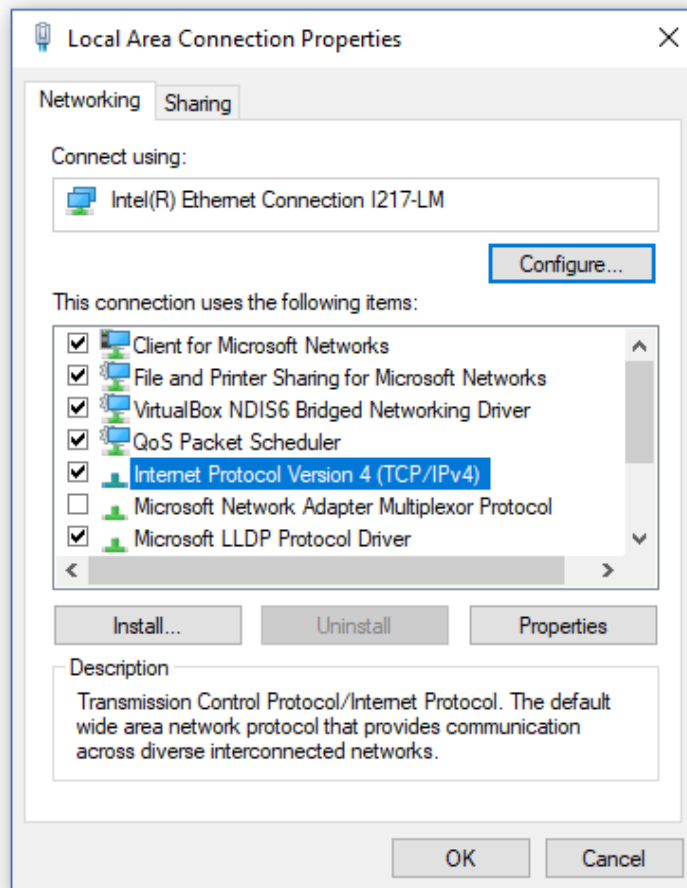 Local Area Connection Properties
Networking
Sharing
Connect using:
Intel(R) Ethernet Connection I217-LM
Configure...
This connection uses the following items:
Client for Microsoft Networks
File and Printer Sharing for Microsoft Networks
VirtualBox NDIS6 Bridged Networking Driver
QoS Packet Scheduler
Internet Protocol Version 4 (TCP/IPv4)
Microsoft Network Adapter Multiplexor Protocol
Microsoft LLDP Protocol Driver
Install...
Uninstall
Properties
Description
Transmission Control Protocol/Internet Protocol. The default
wide area network protocol that provides communication
across diverse interconnected networks.
OK
Cancel